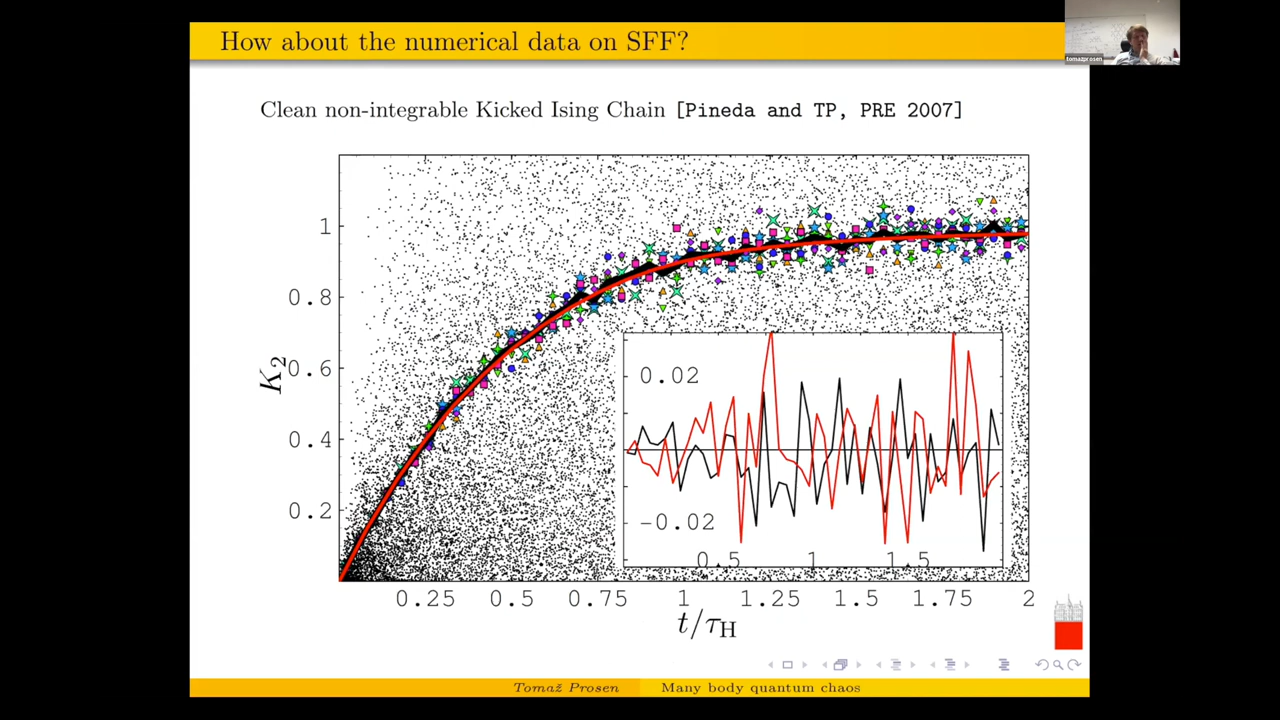 How about the numerical data on SFF?
tomazprosen
Clean non-integrable Kicked Ising Chain [Pineda and TP, PRE 2007]
1
0.8
0.6
0.4
0.2
K₂
0.02
−0.02
0.5 1 1.5
0.25 0.5 0.75 1 1.25 1.5 1.75 2
t/τ_H
Tomaž Prosen Many body quantum chaos